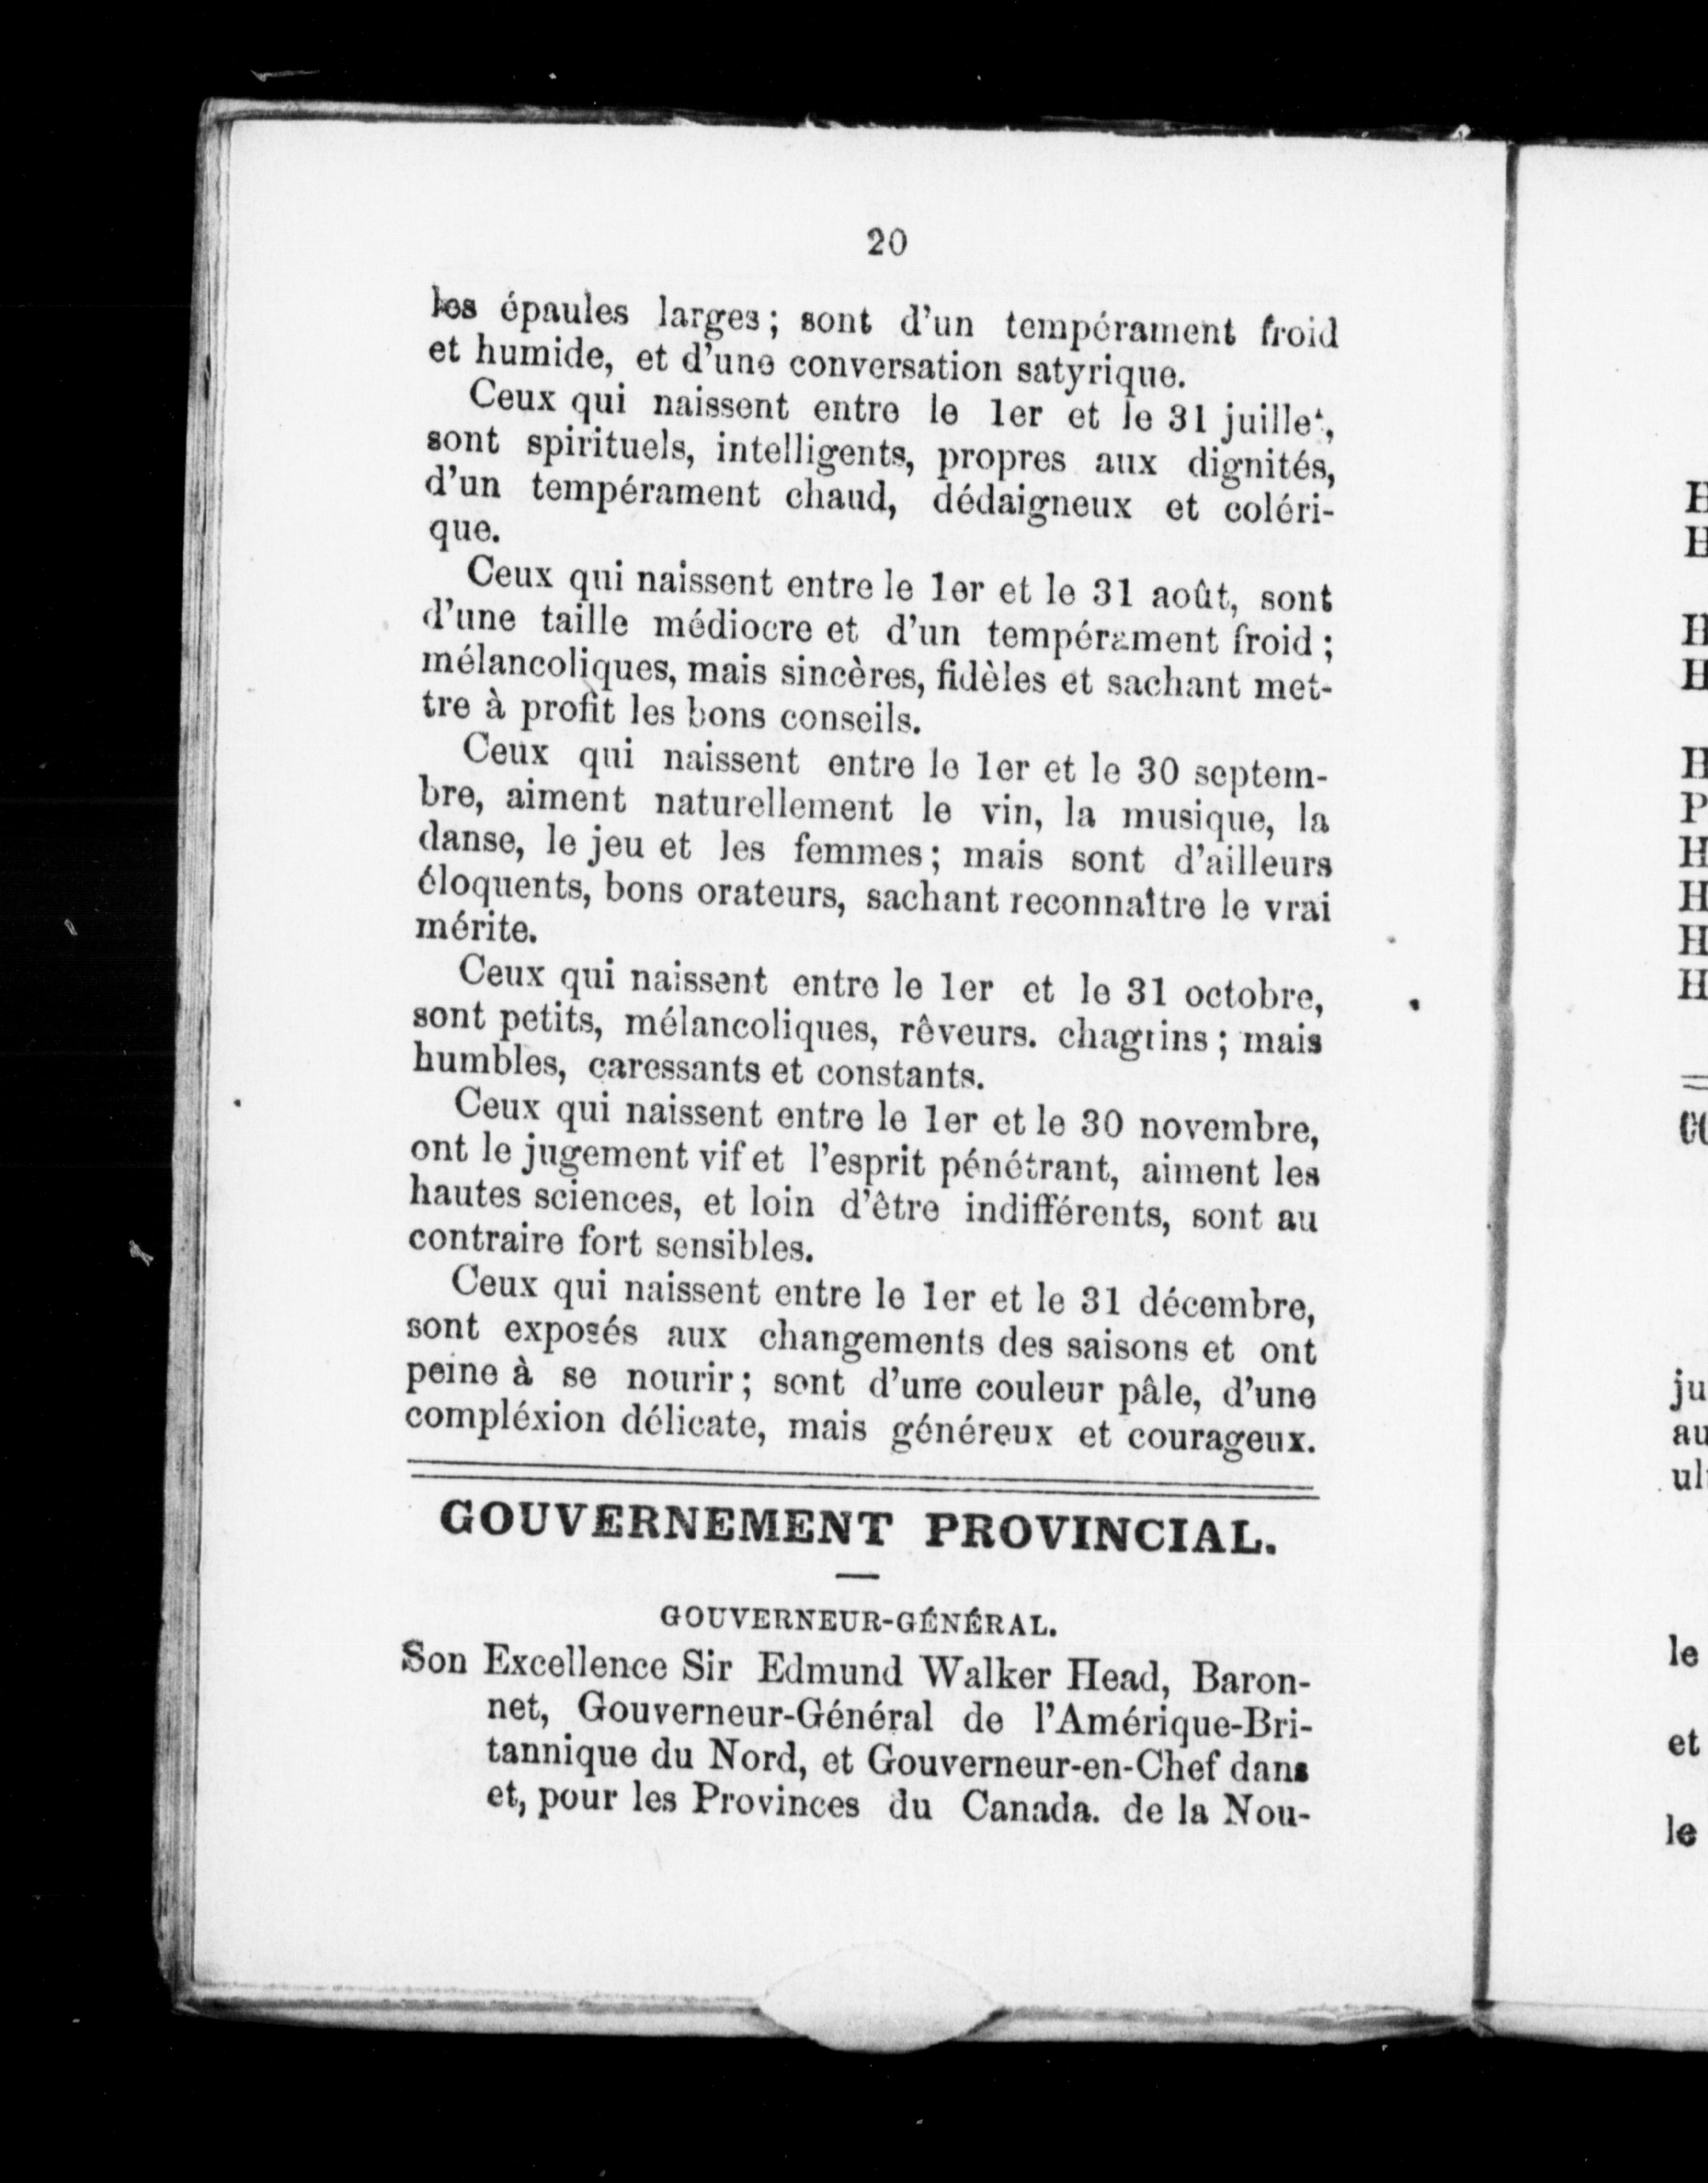 20
les épaules larges; sont d'un tempérament froid
et humide, et d'une conversation satyrique.
Ceux qui naissent entre le 1er et le 31 juillet,
sont spirituels, intelligents, propres aux dignités,
d'un tempérament chaud, dédaigneux et coléri-
que.
Ceux qui naissent entre le 1er et le 31 août, sont
d'une taille médiocre et d'un tempérament froid;
mélancoliques, mais sincères, fidèles et sachant met-
tre à profit les bons conseils.
Ceux qui naissent entre le 1er et le 30 septem-
bre, aiment naturellement le vin, la musique, la
danse, le jeu et les femmes; mais sont d'ailleurs
éloquents, bons orateurs, sachant reconnaître le vrai
mérite.
Ceux qui naissent entre le 1er et le 31 octobre,
sont petits, mélancoliques, rêveurs. chagrins; mais
humbles, caressants et constants.
Ceux qui naissent entre le 1er et le 30 novembre,
ont le jugement vif et l'esprit pénétrant, aiment les
hautes sciences, et loin d'être indifférents, sont au
contraire fort sensibles.
Ceux qui naissent entre le 1er et le 31 décembre,
sont exposés aux changements des saisons et ont
peine à se nourir; sont d'une couleur pâle, d'une
compléxion délicate, mais généreux et courageux.
GOUVERNEMENT PROVINCIAL.
GOUVERNEUR-GÉNÉRAL.
Son Excellence Sir Edmund Walker Head, Baron-
net, Gouverneur-Général de l'Amérique-Bri-
tannique du Nord, et Gouverneur-en-Chef dans
et, pour les Provinces du Canada. de la Nou-
H
H
H
H
H
P
H
H
H
H
ju
au
le
et
le